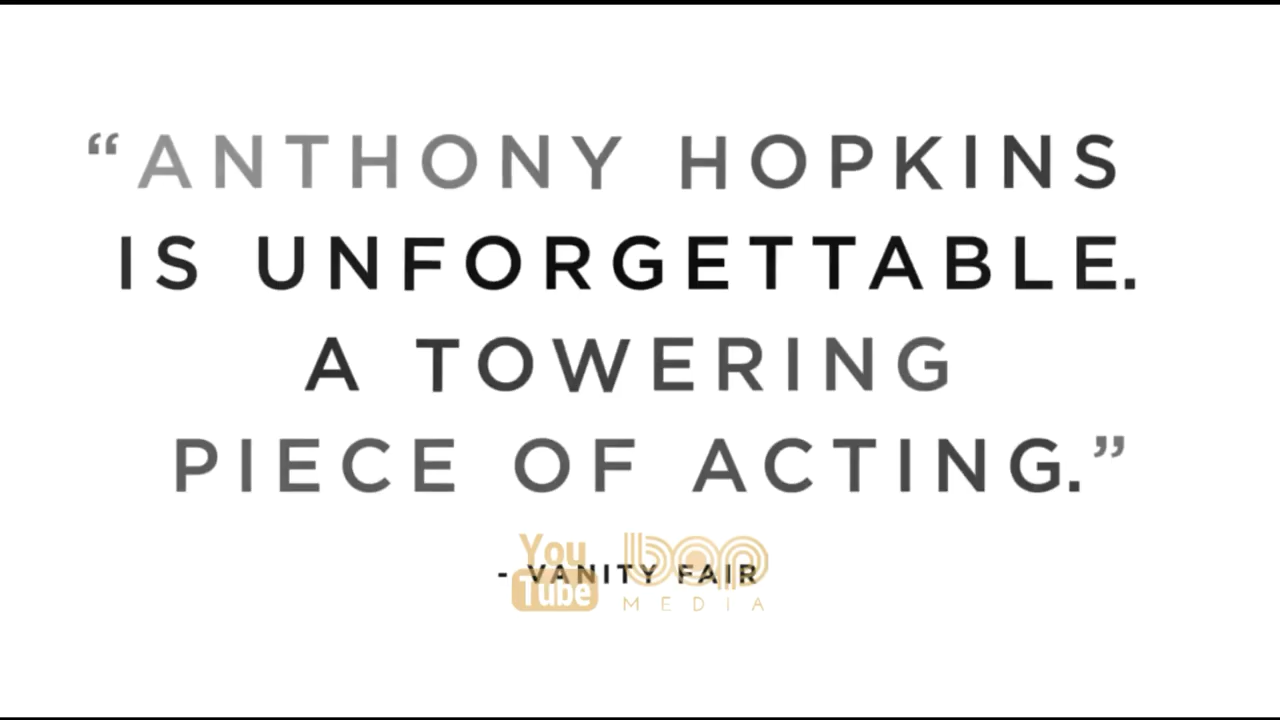 “ANTHONY HOPKINS
IS UNFORGETTABLE.
A TOWERING
PIECE OF ACTING.”
- VANITY FAIR
You Tube
bop
MEDIA